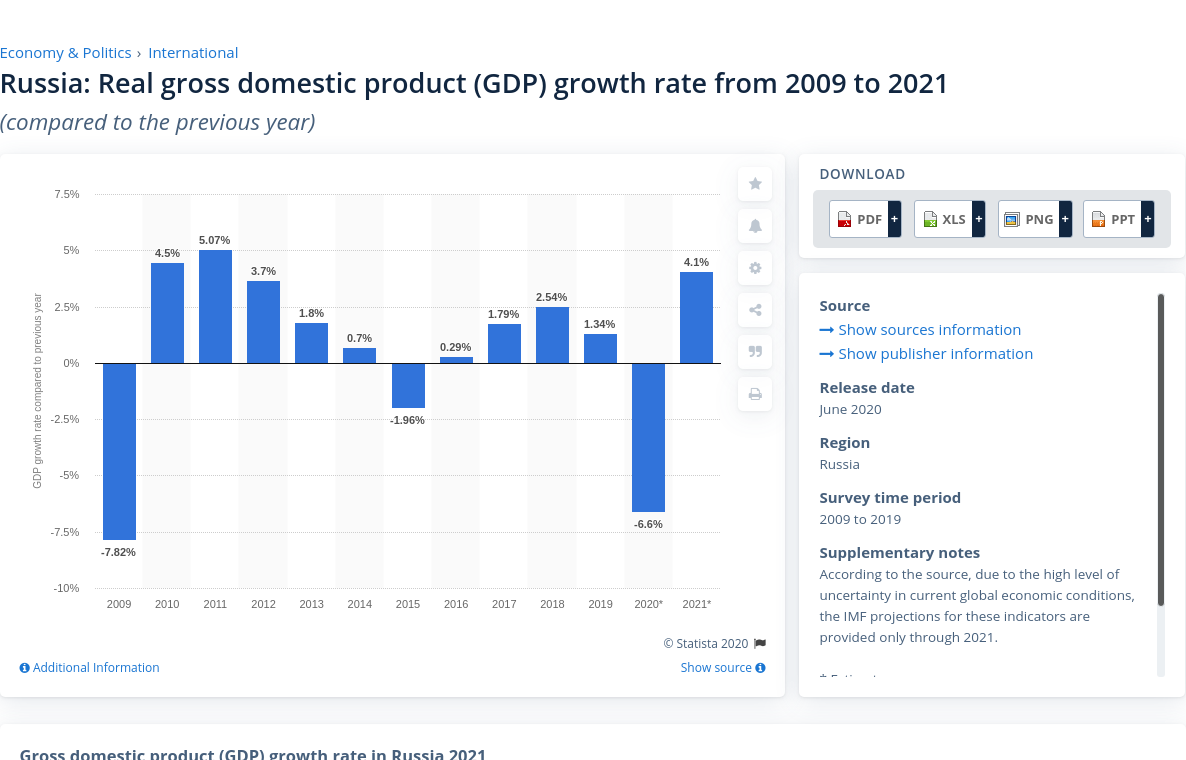 Economy & Politics › International
Russia: Real gross domestic product (GDP) growth rate from 2009 to 2021
(compared to the previous year)
GDP growth rate compared to previous year
7.5%
5%
2.5%
0%
-2.5%
-5%
-7.5%
-10%
-7.82%
4.5%
5.07%
3.7%
1.8%
0.7%
-1.96%
0.29%
1.79%
2.54%
1.34%
-6.6%
4.1%
2009 2010 2011 2012 2013 2014 2015 2016 2017 2018 2019 2020* 2021*
© Statista 2020
Additional Information
Show source
DOWNLOAD
PDF + XLS + PNG + PPT +
Source
Show sources information
Show publisher information
Release date
June 2020
Region
Russia
Survey time period
2009 to 2019
Supplementary notes
According to the source, due to the high level of
uncertainty in current global economic conditions,
the IMF projections for these indicators are
provided only through 2021.
Gross domestic product (GDP) growth rate in Russia 2021